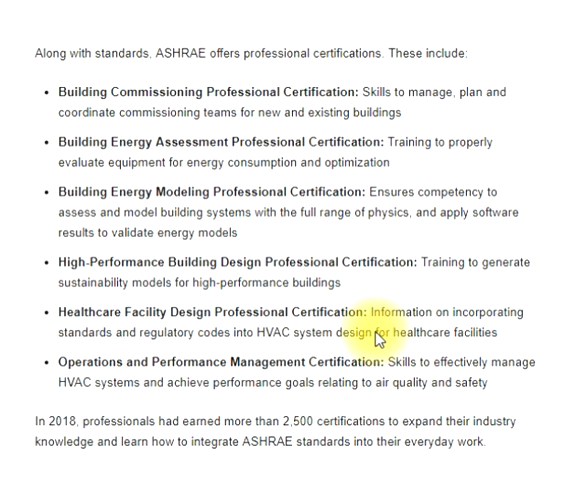 Along with standards, ASHRAE offers professional certifications. These include:
• Building Commissioning Professional Certification: Skills to manage, plan and
coordinate commissioning teams for new and existing buildings
• Building Energy Assessment Professional Certification: Training to properly
evaluate equipment for energy consumption and optimization
• Building Energy Modeling Professional Certification: Ensures competency to
assess and model building systems with the full range of physics, and apply software
results to validate energy models
• High-Performance Building Design Professional Certification: Training to generate
sustainability models for high-performance buildings
• Healthcare Facility Design Professional Certification: Information on incorporating
standards and regulatory codes into HVAC system design for healthcare facilities
• Operations and Performance Management Certification: Skills to effectively manage
HVAC systems and achieve performance goals relating to air quality and safety
In 2018, professionals had earned more than 2,500 certifications to expand their industry
knowledge and learn how to integrate ASHRAE standards into their everyday work.